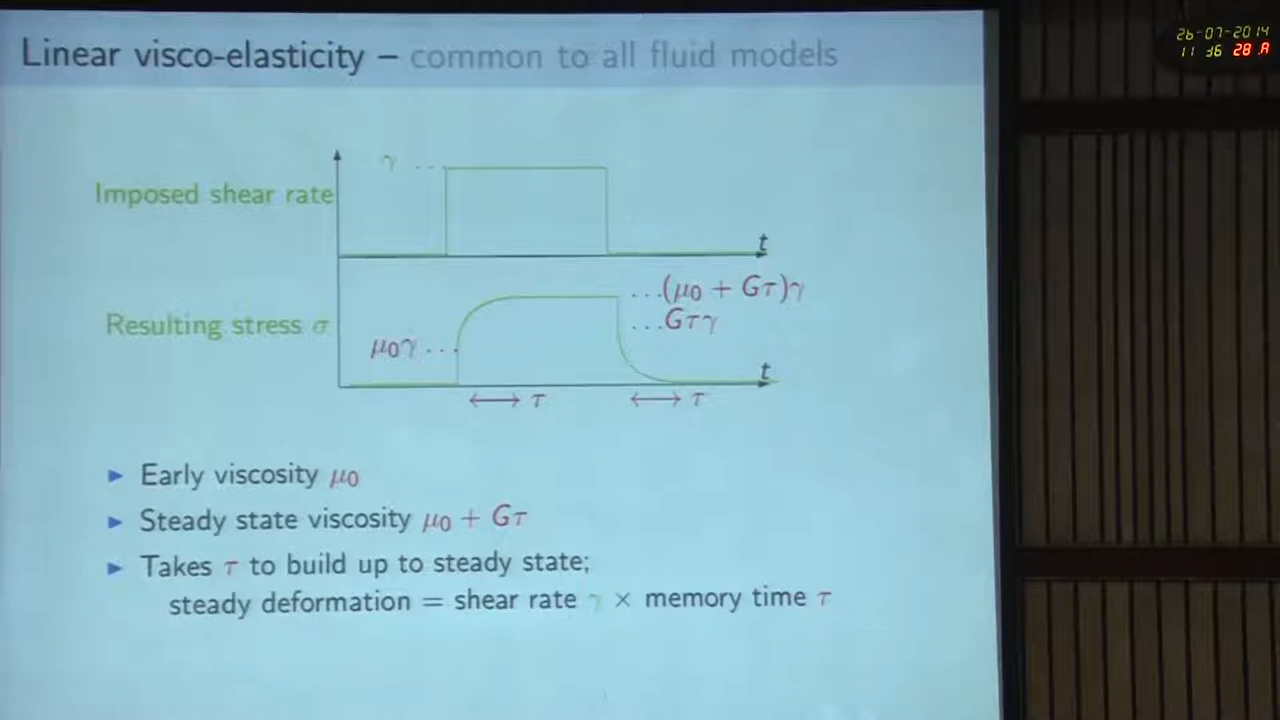 Linear visco-elasticity – common to all fluid models
26-07-2014
11 36 28 A
γ
Imposed shear rate
t
...(μ0 + Gτ)γ
Resulting stress σ
...Gτγ
μ0γ ...
t
τ
τ
Early viscosity μ0
Steady state viscosity μ0 + Gτ
Takes τ to build up to steady state;
steady deformation = shear rate γ × memory time τ